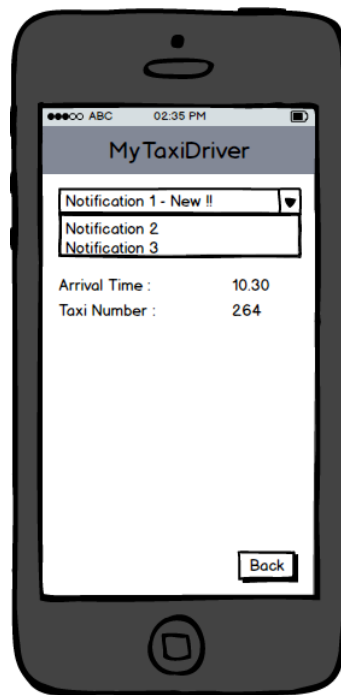 ABC 02:35 PM
MyTaxiDriver
Notification 1 - New !!
Notification 2
Notification 3
Arrival Time : 10.30
Taxi Number : 264
Back